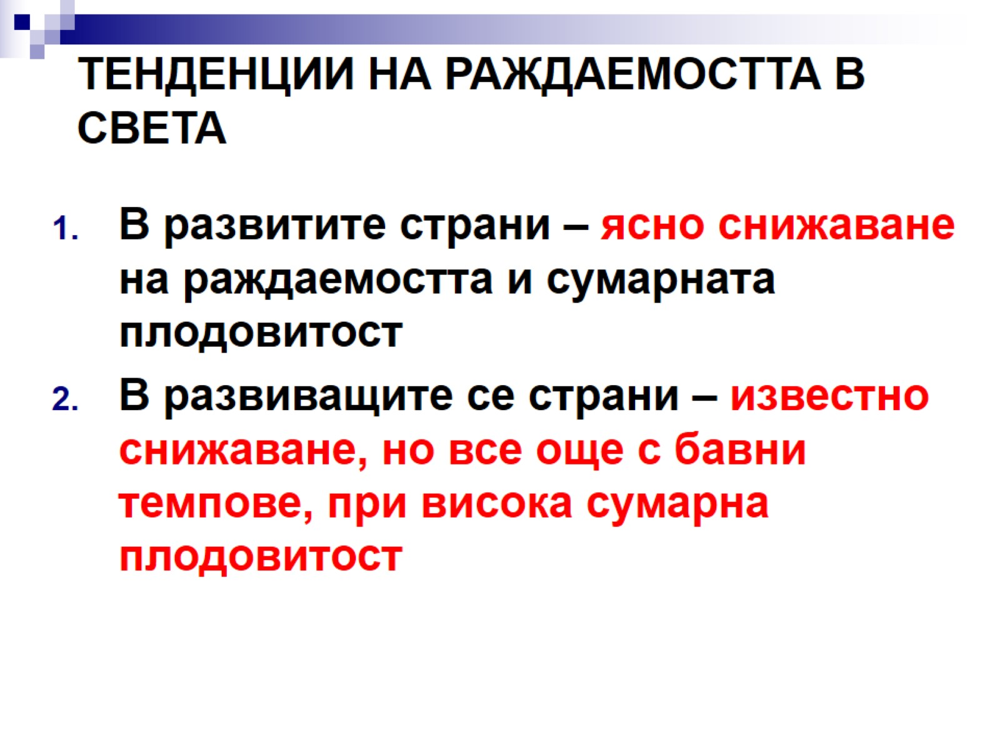 ТЕНДЕНЦИИ НА РАЖДАЕМОСТТА В
СВЕТА
1. В развитите страни – ясно снижаване
на раждаемостта и сумарната
плодовитост
2. В развиващите се страни – известно
снижаване, но все още с бавни
темпове, при висока сумарна
плодовитост